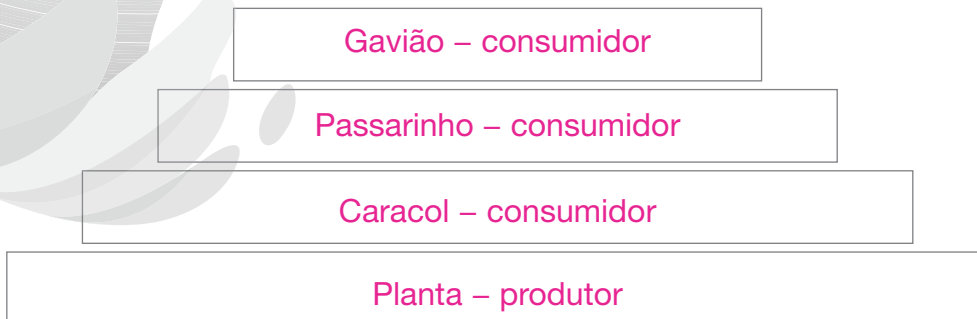 Gavião – consumidor
Passarinho – consumidor
Caracol – consumidor
Planta – produtor